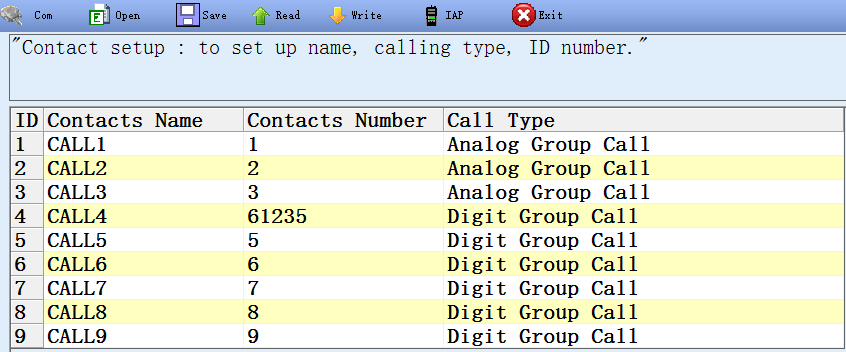 Com Open Save Read Write IAP Exit
"Contact setup : to set up name, calling type, ID number."
ID Contacts Name Contacts Number Call Type
1 CALL1 1 Analog Group Call
2 CALL2 2 Analog Group Call
3 CALL3 3 Analog Group Call
4 CALL4 61235 Digit Group Call
5 CALL5 5 Digit Group Call
6 CALL6 6 Digit Group Call
7 CALL7 7 Digit Group Call
8 CALL8 8 Digit Group Call
9 CALL9 9 Digit Group Call